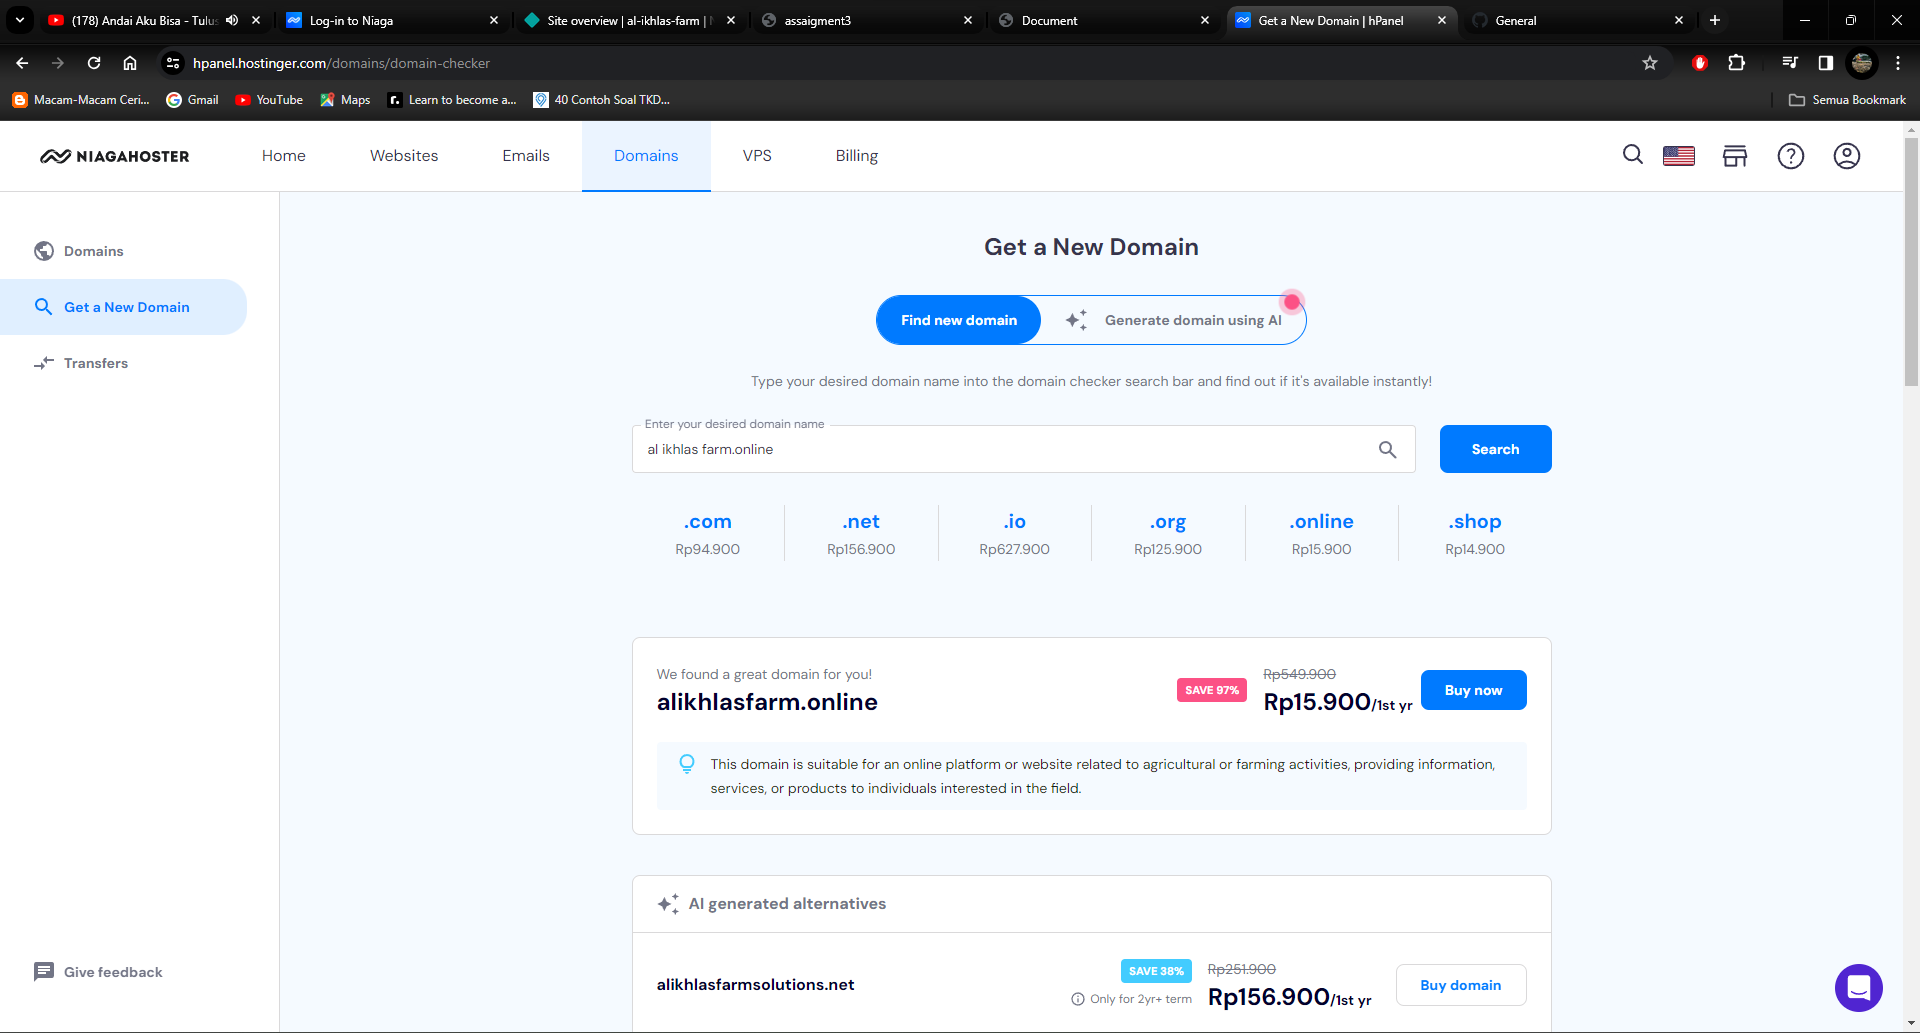 (178) Andai Aku Bisa - Tulus
Log-in to Niaga
Site overview | al-ikhlas-farm |
assaigment3
Document
Get a New Domain | hPanel
General
hpanel.hostinger.com/domains/domain-checker
Macam-Macam Ceri...
Gmail
YouTube
Maps
Learn to become a...
40 Contoh Soal TKD...
Semua Bookmark
NIAGAHOSTER
Home
Websites
Emails
Domains
VPS
Billing
Domains
Get a New Domain
Transfers
Give feedback
Get a New Domain
Find new domain
Generate domain using AI
Type your desired domain name into the domain checker search bar and find out if it's available instantly!
Enter your desired domain name
al ikhlas farm.online
Search
.com
Rp94.900
.net
Rp156.900
.io
Rp627.900
.org
Rp125.900
.online
Rp15.900
.shop
Rp14.900
We found a great domain for you!
alikhlasfarm.online
SAVE 97%
Rp549.900
Rp15.900/1st yr
Buy now
This domain is suitable for an online platform or website related to agricultural or farming activities, providing information,
services, or products to individuals interested in the field.
AI generated alternatives
alikhlasfarmsolutions.net
SAVE 38%
Only for 2yr+ term
Rp251.900
Rp156.900/1st yr
Buy domain